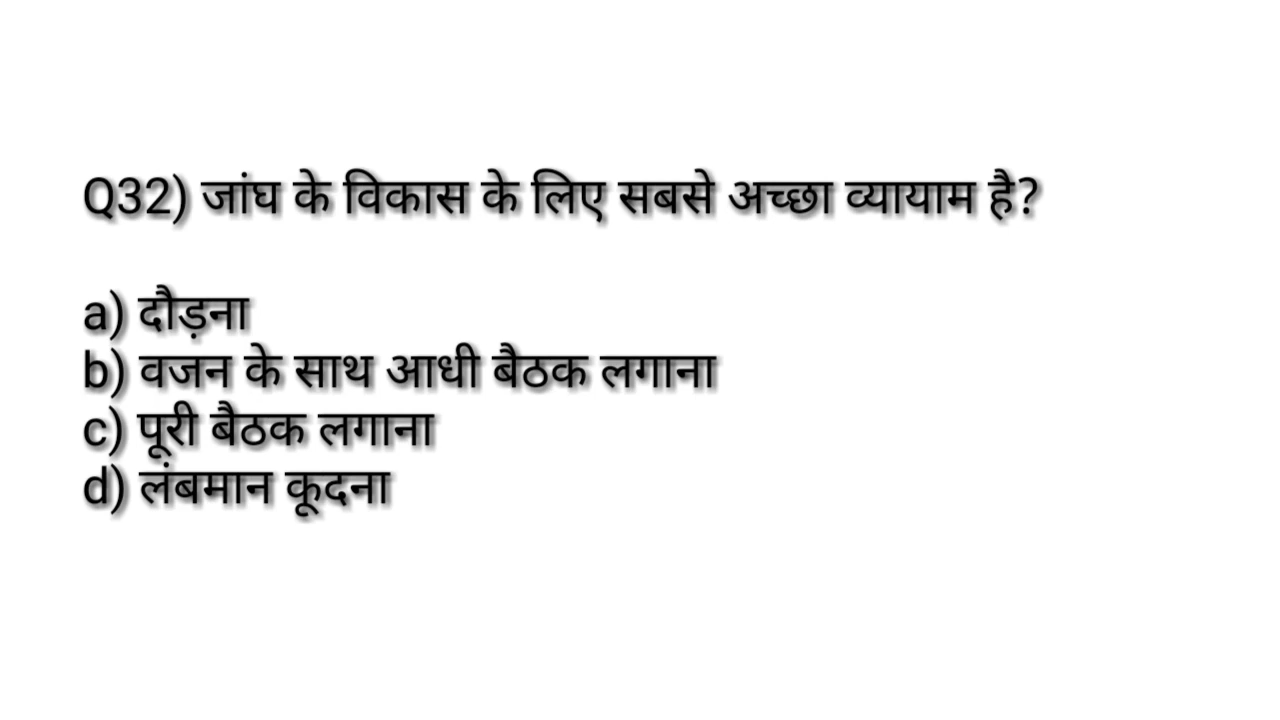 Q32) जांघ के विकास के लिए सबसे अच्छा व्यायाम है?
a) दौड़ना
b) वजन के साथ आधी बैठक लगाना
c) पूरी बैठक लगाना
d) लंबमान कूदना